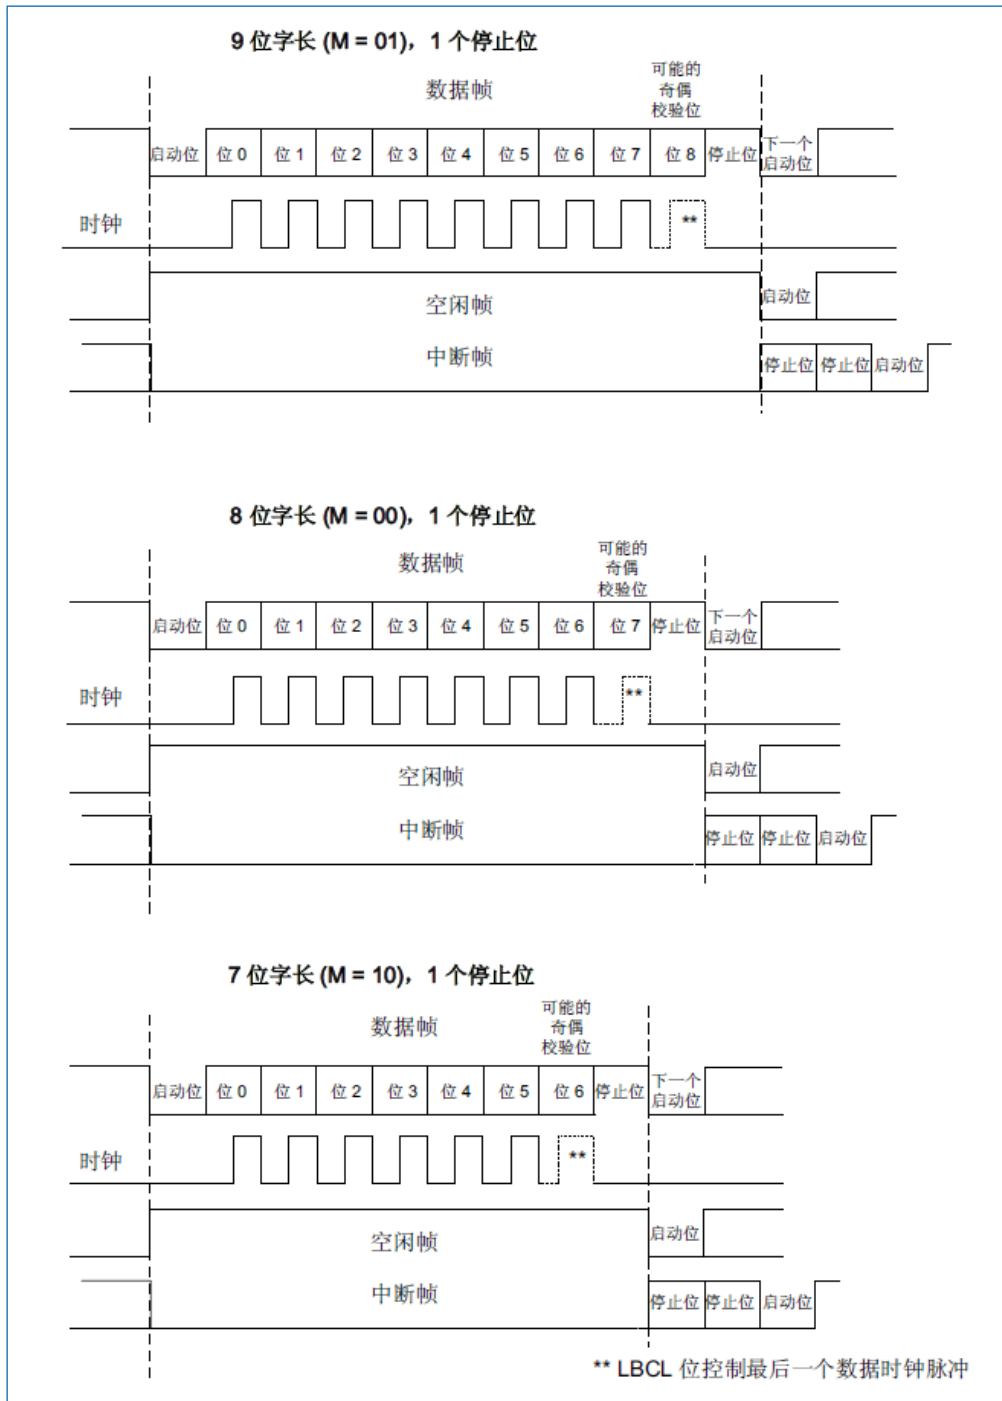 9 位字长 (M = 01)，1 个停止位
数据帧
可能的
奇偶
校验位
启动位 位 0 位 1 位 2 位 3 位 4 位 5 位 6 位 7 位 8 停止位 下一个
启动位
时钟
**
空闲帧
启动位
中断帧
停止位 停止位 启动位
8 位字长 (M = 00)，1 个停止位
数据帧
可能的
奇偶
校验位
启动位 位 0 位 1 位 2 位 3 位 4 位 5 位 6 位 7 停止位 下一个
启动位
时钟
**
空闲帧
启动位
中断帧
停止位 停止位 启动位
7 位字长 (M = 10)，1 个停止位
数据帧
可能的
奇偶
校验位
启动位 位 0 位 1 位 2 位 3 位 4 位 5 位 6 停止位 下一个
启动位
时钟
**
空闲帧
启动位
中断帧
停止位 停止位 启动位
** LBCL 位控制最后一个数据时钟脉冲